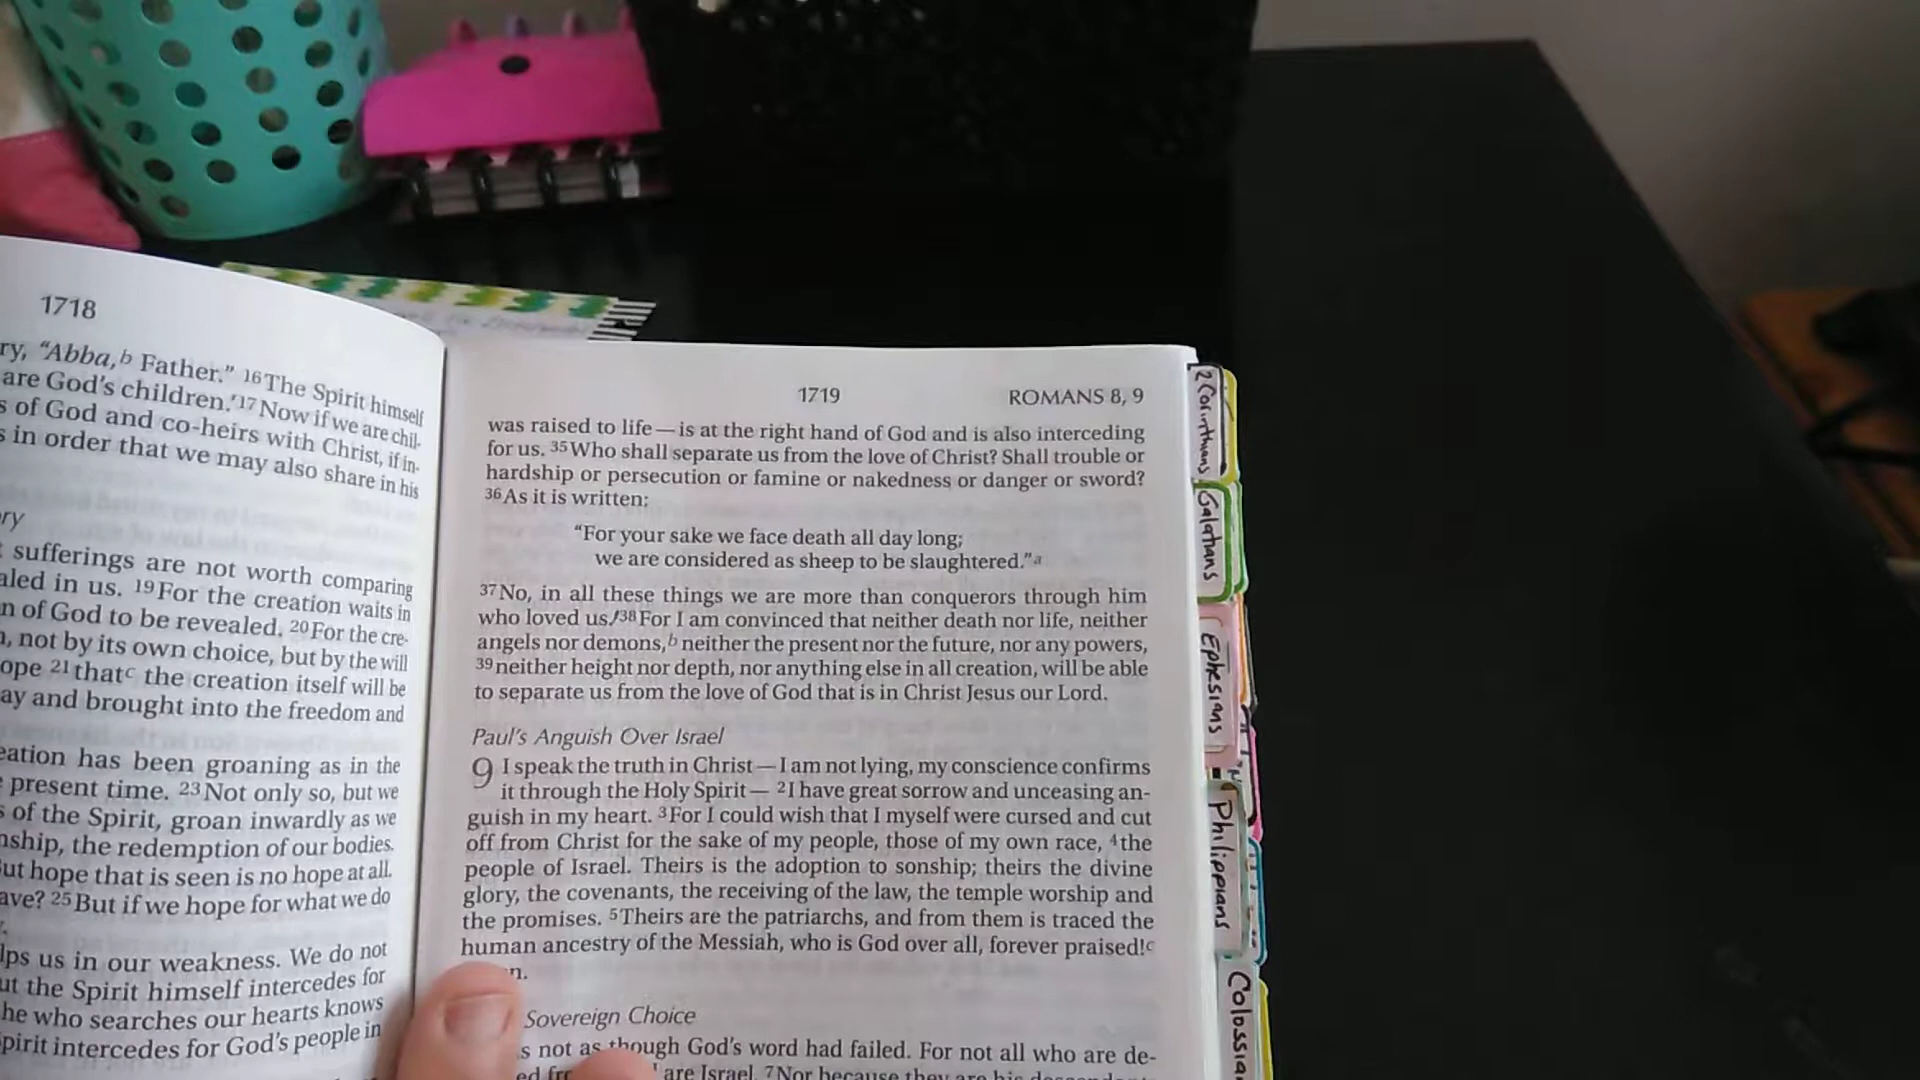 1718
ry, “Abba,b Father.” 16The Spirit himself
are God’s children. 17Now if we are chil-
s of God and co-heirs with Christ, if in-
s in order that we may also share in his
ry
sufferings are not worth comparing
aled in us. 19For the creation waits in
n of God to be revealed. 20For the cre-
, not by its own choice, but by the will
ope 21thatc the creation itself will be
ay and brought into the freedom and
eation has been groaning as in the
present time. 23Not only so, but we
s of the Spirit, groan inwardly as we
nship, the redemption of our bodies.
ut hope that is seen is no hope at all.
ave? 25But if we hope for what we do
lps us in our weakness. We do not
ut the Spirit himself intercedes for
he who searches our hearts knows
pirit intercedes for God’s people in
1719 ROMANS 8, 9
was raised to life—is at the right hand of God and is also interceding
for us. 35Who shall separate us from the love of Christ? Shall trouble or
hardship or persecution or famine or nakedness or danger or sword?
36As it is written:
“For your sake we face death all day long;
we are considered as sheep to be slaughtered.”a
37No, in all these things we are more than conquerors through him
who loved us. 38For I am convinced that neither death nor life, neither
angels nor demons,b neither the present nor the future, nor any powers,
39neither height nor depth, nor anything else in all creation, will be able
to separate us from the love of God that is in Christ Jesus our Lord.
Paul’s Anguish Over Israel
9 I speak the truth in Christ—I am not lying, my conscience confirms
it through the Holy Spirit— 2I have great sorrow and unceasing an-
guish in my heart. 3For I could wish that I myself were cursed and cut
off from Christ for the sake of my people, those of my own race, 4the
people of Israel. Theirs is the adoption to sonship; theirs the divine
glory, the covenants, the receiving of the law, the temple worship and
the promises. 5Theirs are the patriarchs, and from them is traced the
human ancestry of the Messiah, who is God over all, forever praised!c
n.
Sovereign Choice
s not as though God’s word had failed. For not all who are de-
are Israel. 7Nor because they are his
2 Corinthians
Galatians
Ephesians
Philippians
Colossia